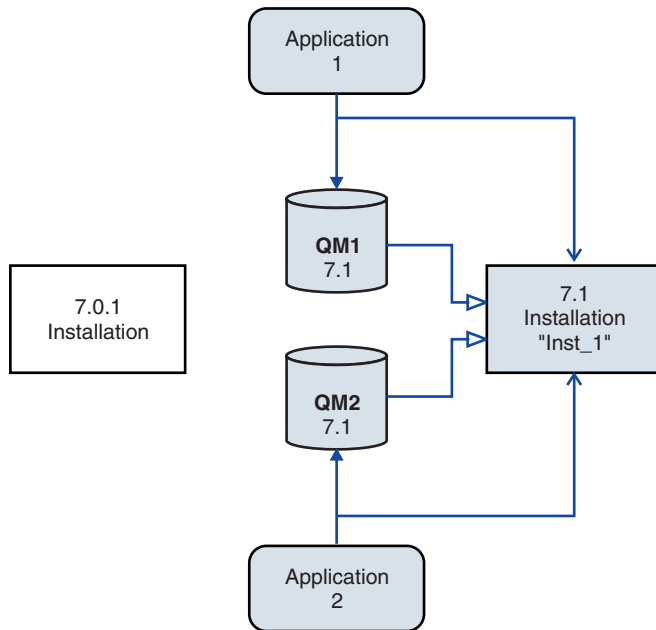 Application
1
QM1
7.1
7.0.1
Installation
7.1
Installation
"Inst_1"
QM2
7.1
Application
2